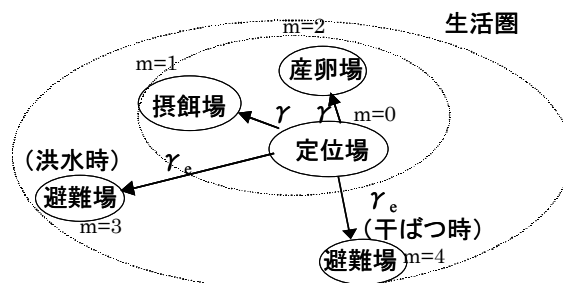 生活圏
m=2
産卵場
m=1
摂餌場
γ
γ
m=0
定位場
(洪水時)
γe
避難場
m=3
γe
(干ばつ時)
避難場
m=4